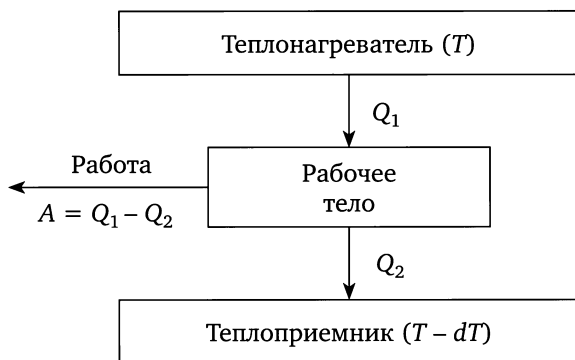 Теплонагреватель (T)
Q₁
Работа
A = Q₁ – Q₂
Рабочее
тело
Q₂
Теплоприемник (T – dT)